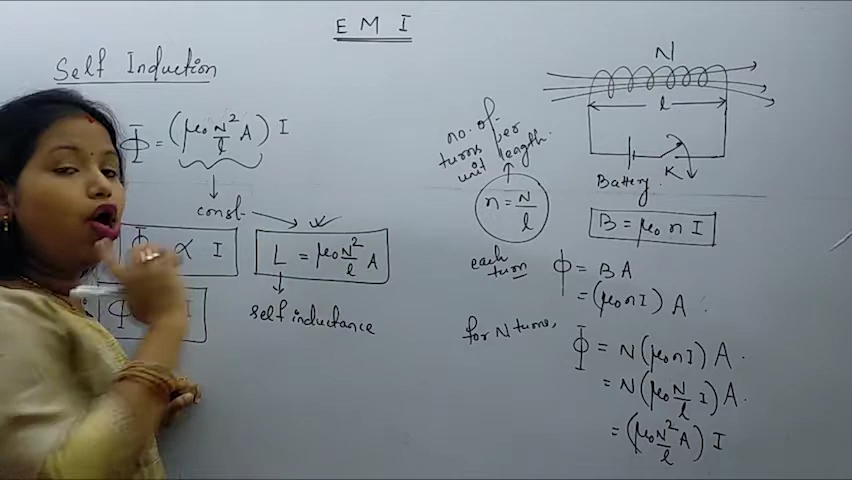 E M I
Self Induction
Φ = (μ₀ N²/l A) I
const
Φ ∝ I
L = μ₀ N²/l A
self inductance
Φ I
N
l
Battery
K
no. of turns per unit length.
n = N/l
B = μ₀ n I
each turn
φ = BA
= (μ₀ n I) A
for N turns,
Φ = N (μ₀ n I) A.
= N (μ₀ N/l I) A.
= (μ₀ N²/l A) I